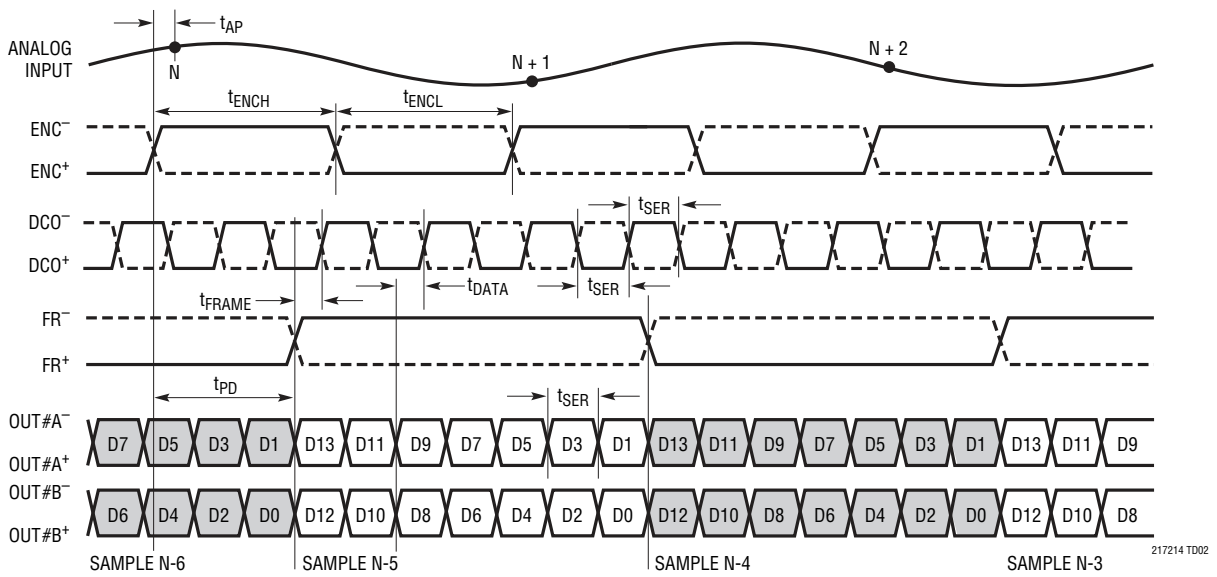 tAP
ANALOG INPUT
N
N + 1
N + 2
tENCH
tENCL
ENC–
ENC+
DCO–
tSER
DCO+
tFRAME
tDATA
tSER
FR–
FR+
tPD
tSER
OUT#A–
D7 D5 D3 D1 D13 D11 D9 D7 D5 D3 D1 D13 D11 D9 D7 D5 D3 D1 D13 D11 D9
OUT#A+
OUT#B–
D6 D4 D2 D0 D12 D10 D8 D6 D4 D2 D0 D12 D10 D8 D6 D4 D2 D0 D12 D10 D8
OUT#B+
SAMPLE N-6 SAMPLE N-5 SAMPLE N-4 SAMPLE N-3
217214 TD02